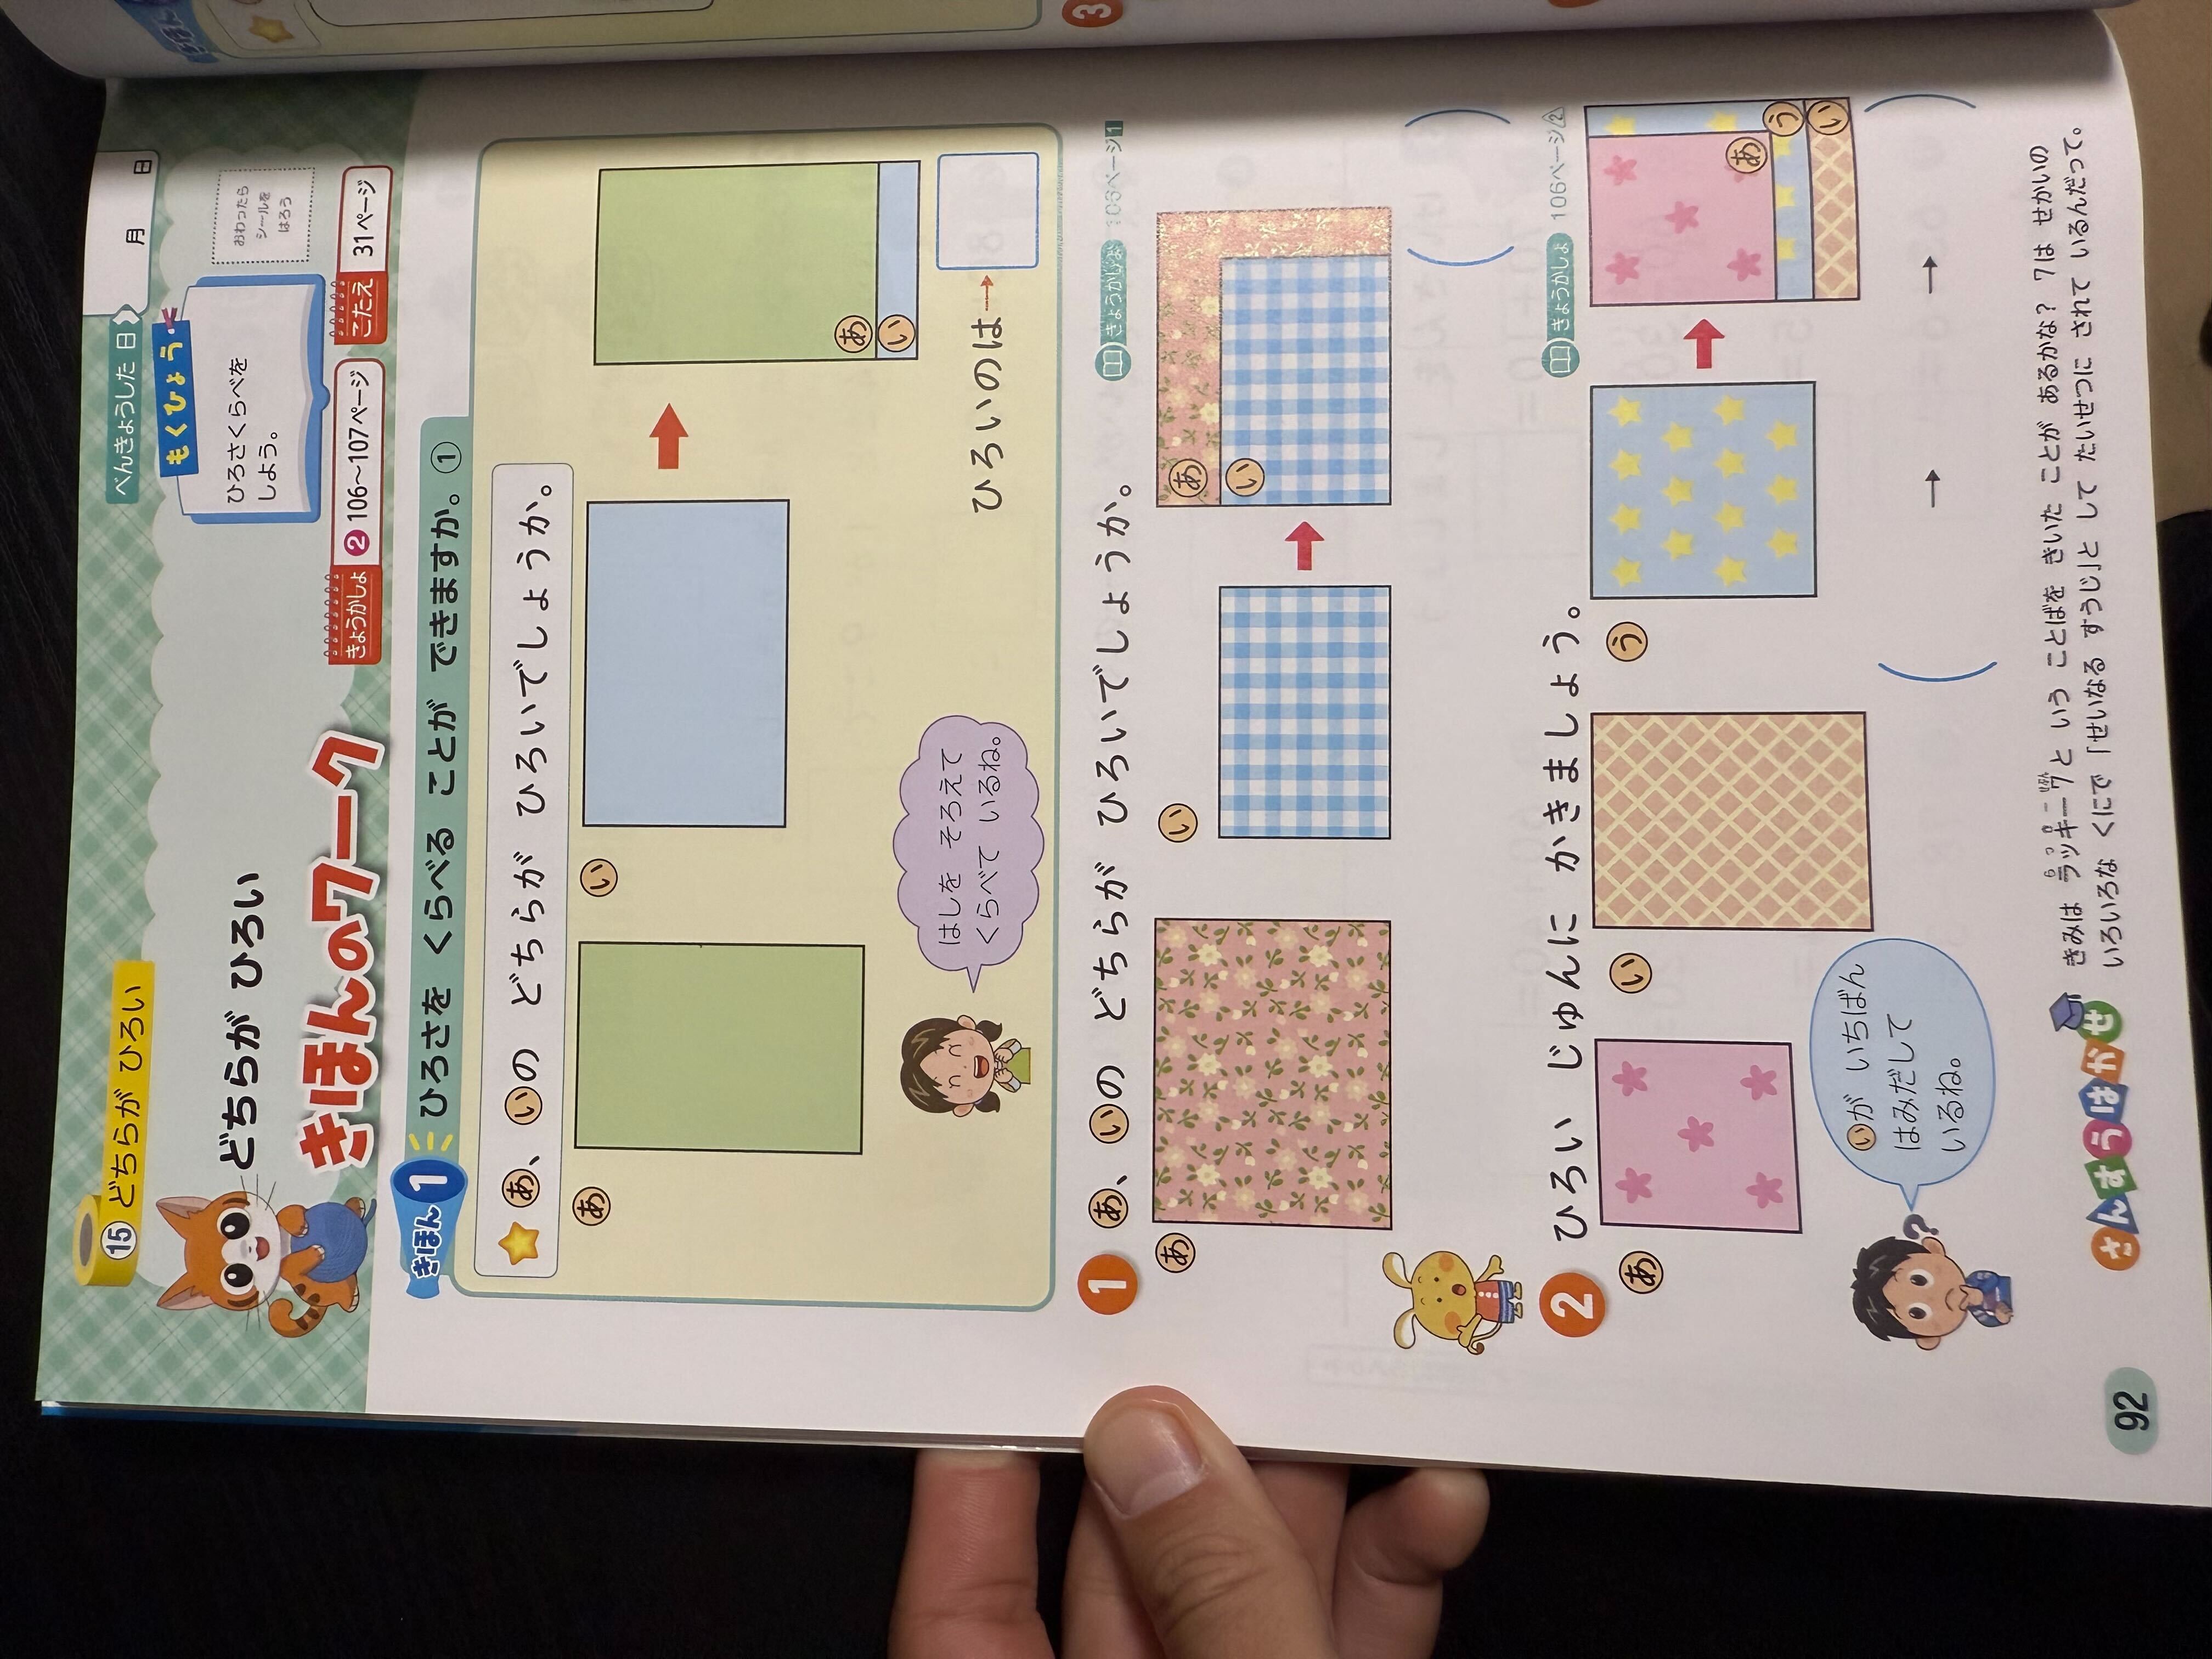 べんきょうした 日
月 日
⑮ どちらが ひろい
もくひょう
ひろさくらべを
しよう。
おわったら
シールを
はろう
どちらが ひろい
きほんのワーク
きょうかしょ ❷106〜107ページ
こたえ 31ページ
きほん 1 ひろさを くらべる ことが できますか。①
あ、いの どちらが ひろいでしょうか。
あ
い
あ
い
はしを そろえて
くらべて いるね。
ひろいのは→
1 あ、いの どちらが ひろいでしょうか。
きょうかしょ 106ページ1
あ
い
あ
い
2 ひろい じゅんに かきましょう。
きょうかしょ 106ページ2
あ
い
う
あ
う
い
いが いちばん
はみだして
いるね。
( → → )
さんすうはかせ
きみは ラッキー7と いう ことばを きいた ことが あるかな? 7は せかいの
いろいろな くにで 「せいなる すうじ」と して たいせつに されて いるんだって。
92
3